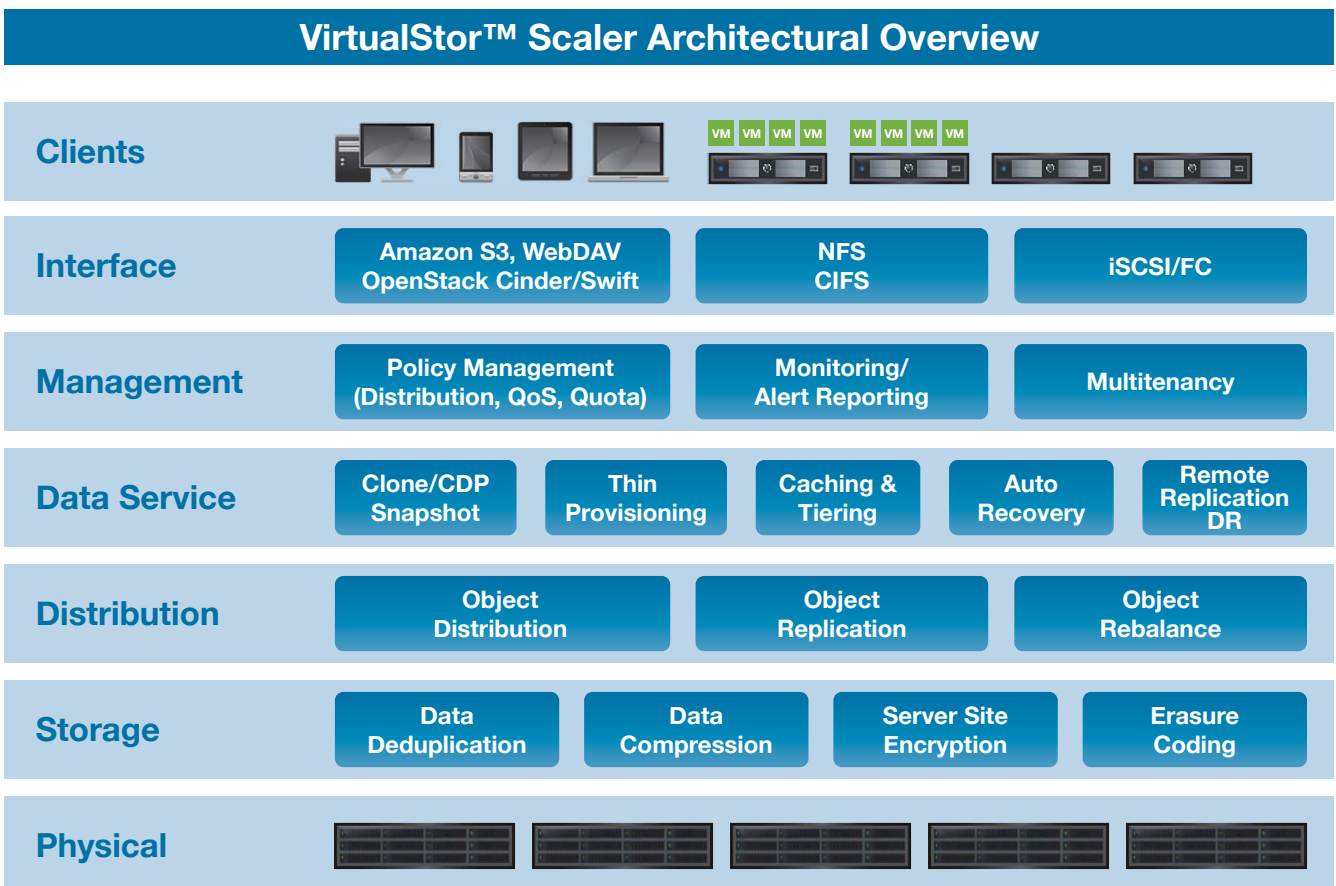 VirtualStor™ Scaler Architectural Overview
Clients
VM VM VM VM VM VM VM VM
Interface
Amazon S3, WebDAV
OpenStack Cinder/Swift
NFS
CIFS
iSCSI/FC
Management
Policy Management
(Distribution, QoS, Quota)
Monitoring/
Alert Reporting
Multitenancy
Data Service
Clone/CDP
Snapshot
Thin
Provisioning
Caching &
Tiering
Auto
Recovery
Remote
Replication
DR
Distribution
Object
Distribution
Object
Replication
Object
Rebalance
Storage
Data
Deduplication
Data
Compression
Server Site
Encryption
Erasure
Coding
Physical